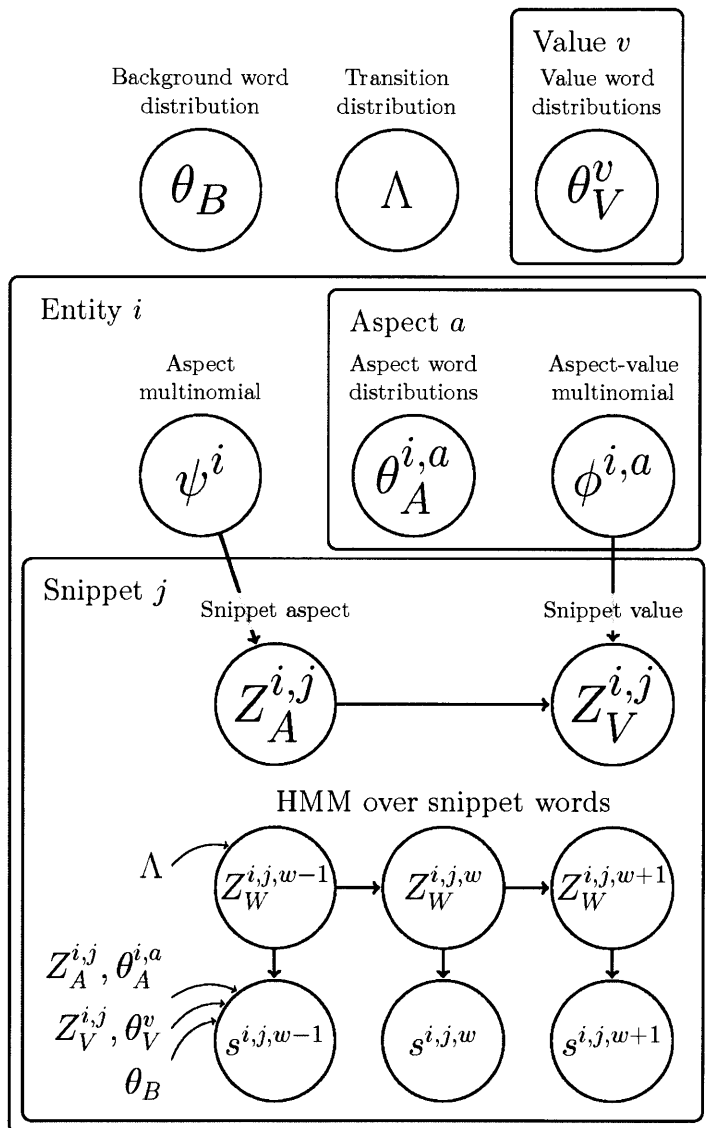 Value v
Background word
distribution
Transition
distribution
Value word
distributions
θ_B
Λ
θ_V^v
Entity i
Aspect a
Aspect
multinomial
Aspect word
distributions
Aspect-value
multinomial
ψ^i
θ_A^{i,a}
ϕ^{i,a}
Snippet j
Snippet aspect
Snippet value
Z_A^{i,j}
Z_V^{i,j}
HMM over snippet words
Λ
Z_W^{i,j,w−1}
Z_W^{i,j,w}
Z_W^{i,j,w+1}
Z_A^{i,j}, θ_A^{i,a}
Z_V^{i,j}, θ_V^v
θ_B
s^{i,j,w−1}
s^{i,j,w}
s^{i,j,w+1}